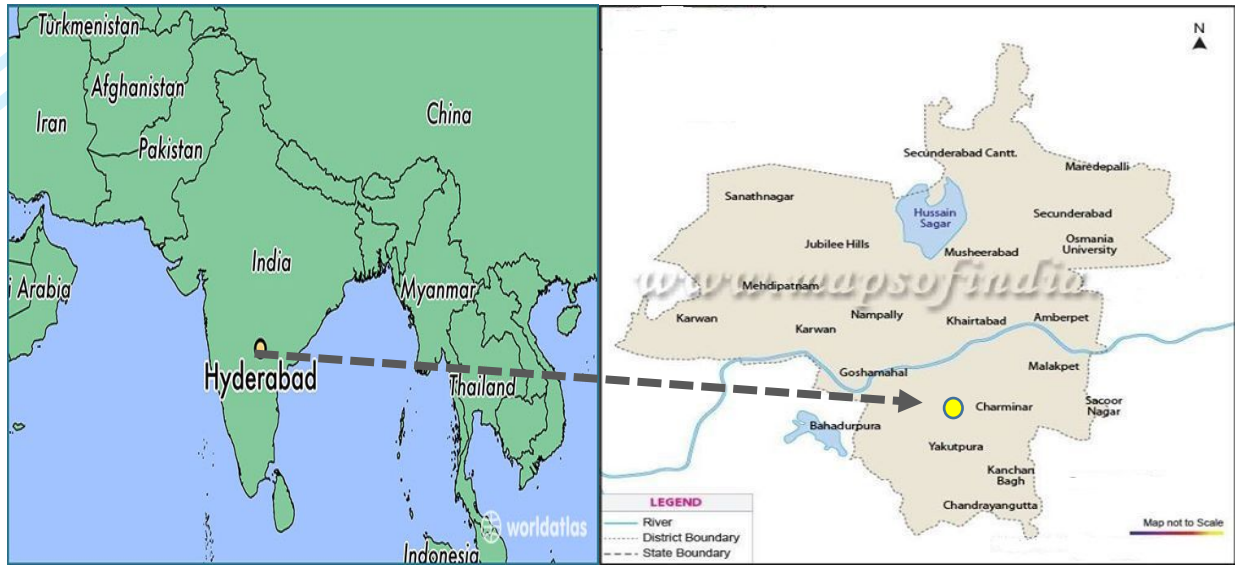 Turkmenistan
Afghanistan
Iran
Pakistan
China
i Arabia
India
Myanmar
Hyderabad
Thailand
worldatlas
Indonesia
N
Secunderabad Cantt.
Maredepalli
Sanathnagar
Hussain
Sagar
Secunderabad
Jubilee Hills
Musheerabad
Osmania
University
www.mapsofindia
Mehdipatnam
Karwan
Karwan
Nampally
Khairtabad
Amberpet
Goshamahal
Malakpet
Charminar
Sacoor
Nagar
Bahadurpura
Yakutpura
Kanchan
Bagh
Chandrayangutta
LEGEND
River
District Boundary
State Boundary
Map not to Scale